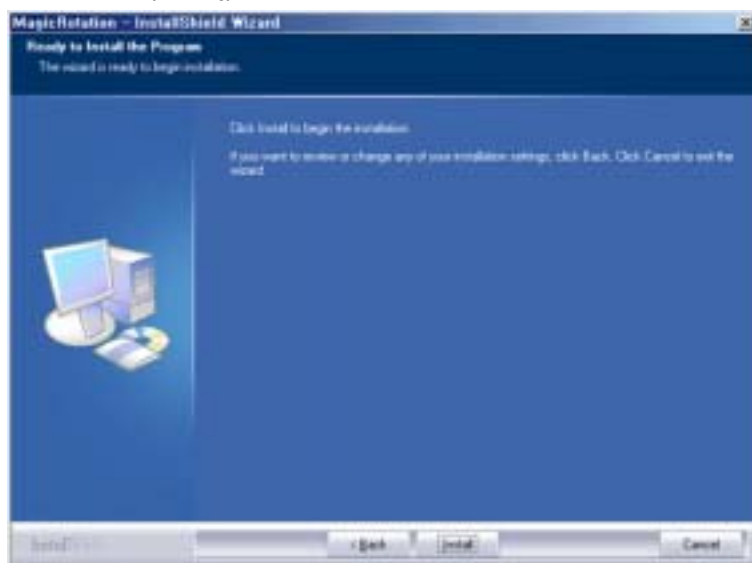 MagicRotation - InstallShield Wizard
Ready to Install the Program
The wizard is ready to begin installation.
Click Install to begin the installation.
If you want to review or change any of your installation settings, click Back. Click Cancel to exit the
wizard.
< Back
Install
Cancel